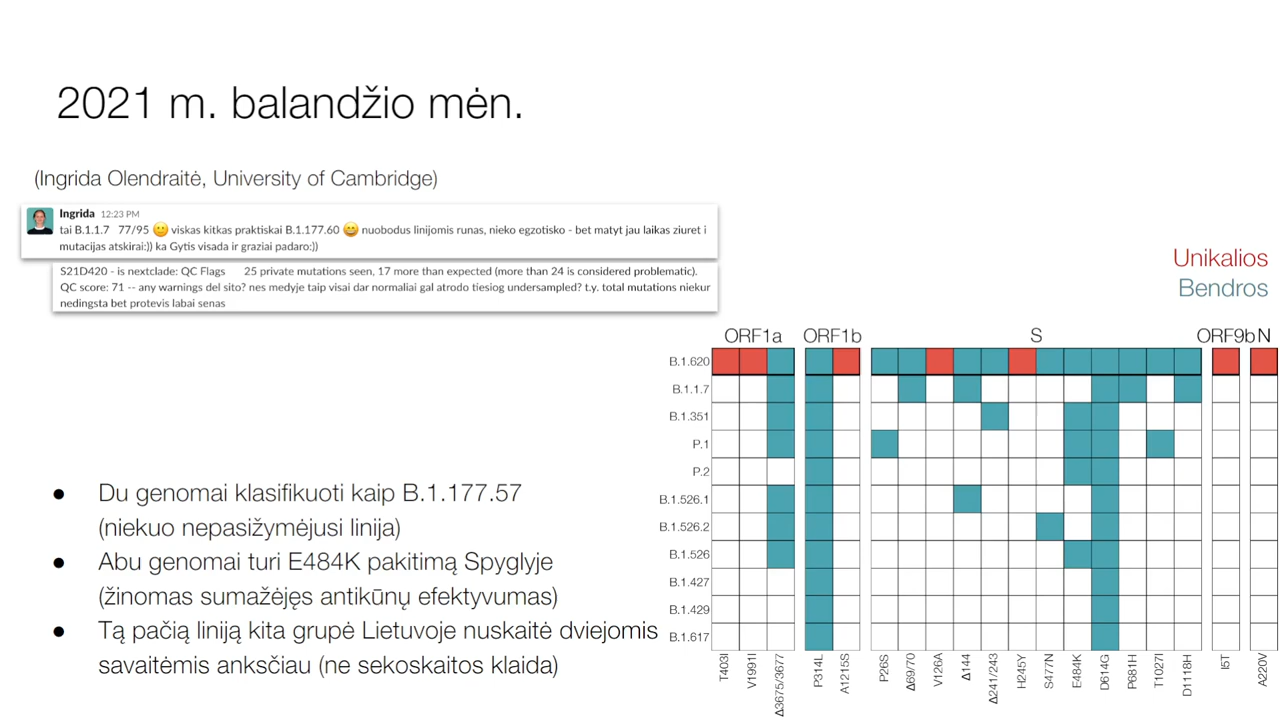 2021 m. balandžio mėn.
(Ingrida Olendraitė, University of Cambridge)
Ingrida 12:23 PM
tai B.1.1.7 77/95 🙂 viskas kitkas praktiskai B.1.177.60 😀 nuobodus linijomis runas, nieko egzotisko - bet matyt jau laikas ziuret i
mutacijas atskirai:)) ka Gytis visada ir graziai padaro:))
S21D420 - is nextclade: QC Flags 25 private mutations seen, 17 more than expected (more than 24 is considered problematic).
QC score: 71 -- any warnings del sito? nes medyje taip visai dar normaliai gal atrodo tiesiog undersampled? t.y. total mutations niekur
nedingsta bet protevis labai senas
● Du genomai klasifikuoti kaip B.1.177.57
(niekuo nepasižymėjusi linija)
● Abu genomai turi E484K pakitimą Spyglyje
(žinomas sumažėjęs antikūnų efektyvumas)
● Tą pačią liniją kita grupė Lietuvoje nuskaitė dviejomis
savaitėmis anksčiau (ne sekoskaitos klaida)
Unikalios
Bendros
ORF1a ORF1b S ORF9b N
B.1.620
B.1.1.7
B.1.351
P.1
P.2
B.1.526.1
B.1.526.2
B.1.526
B.1.427
B.1.429
B.1.617
T403I
V1991I
Δ3675/3677
P314L
A1215S
P26S
Δ69/70
V126A
Δ144
Δ241/243
H245Y
S477N
E484K
D614G
P681H
T1027I
D1118H
I5T
A220V